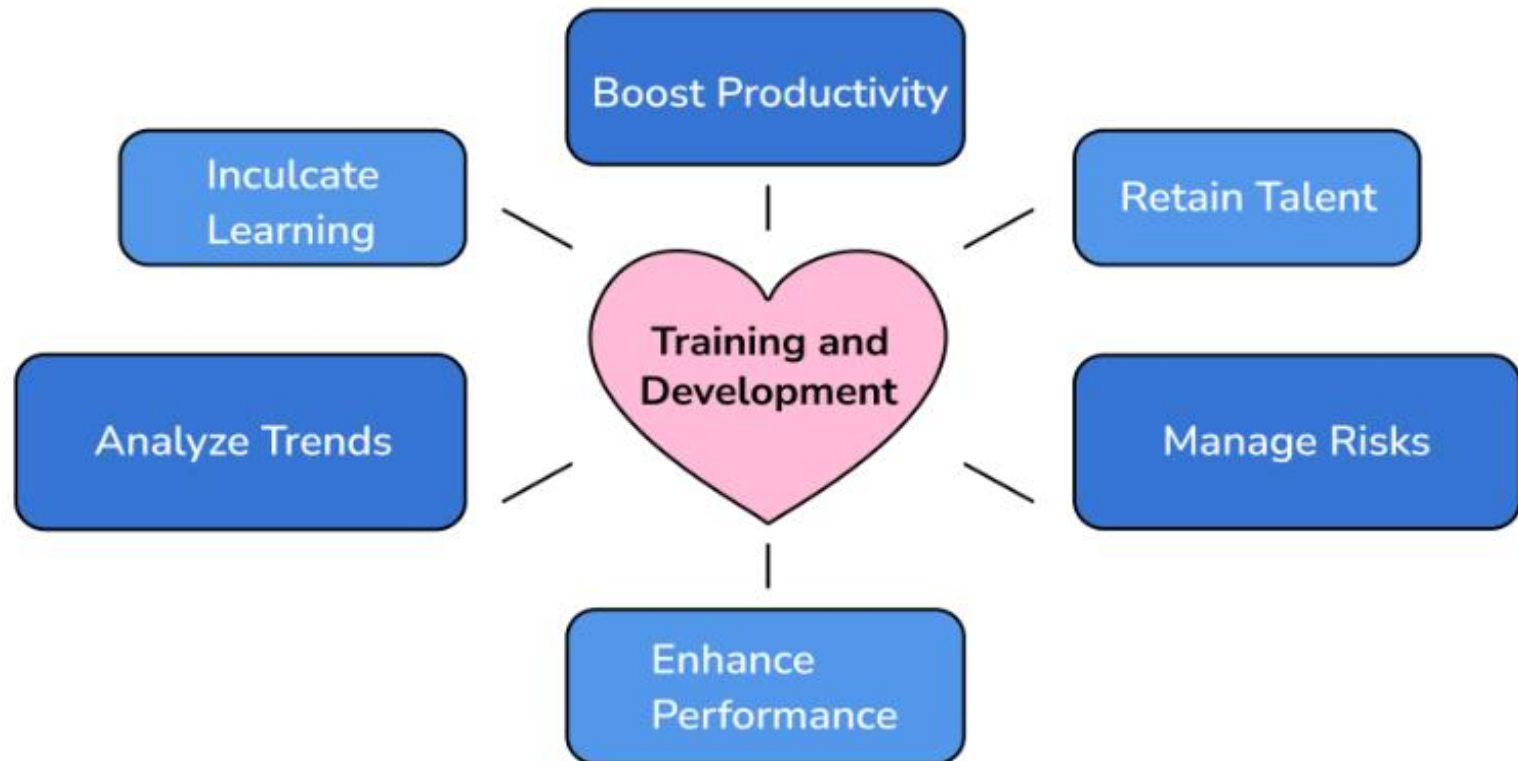 Boost Productivity
Inculcate
Learning
Retain Talent
Training and
Development
Analyze Trends
Manage Risks
Enhance
Performance